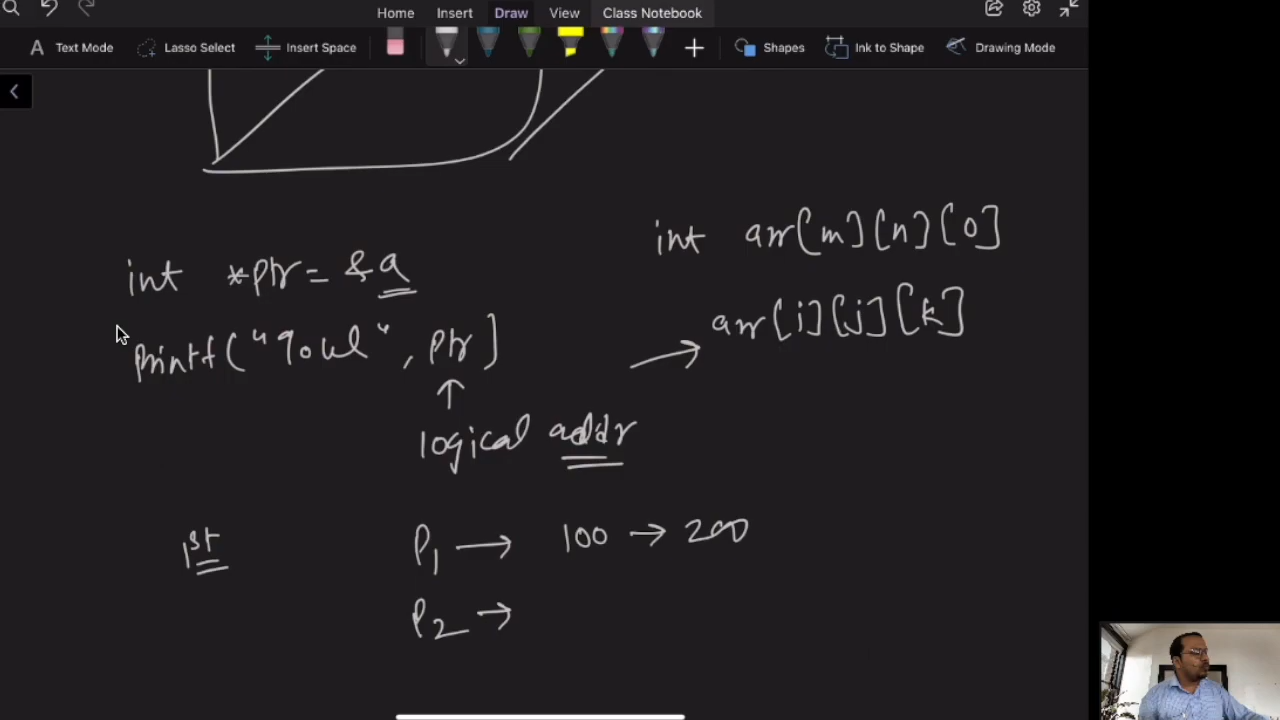 Home Insert Draw View Class Notebook
A Text Mode Lasso Select Insert Space Shapes Ink to Shape Drawing Mode
int arr[m][n][o]
int *ptr = &a
arr[i][j][k]
printf("%lu", ptr)
logical addr
1st P1 → 100 → 200
P2 →